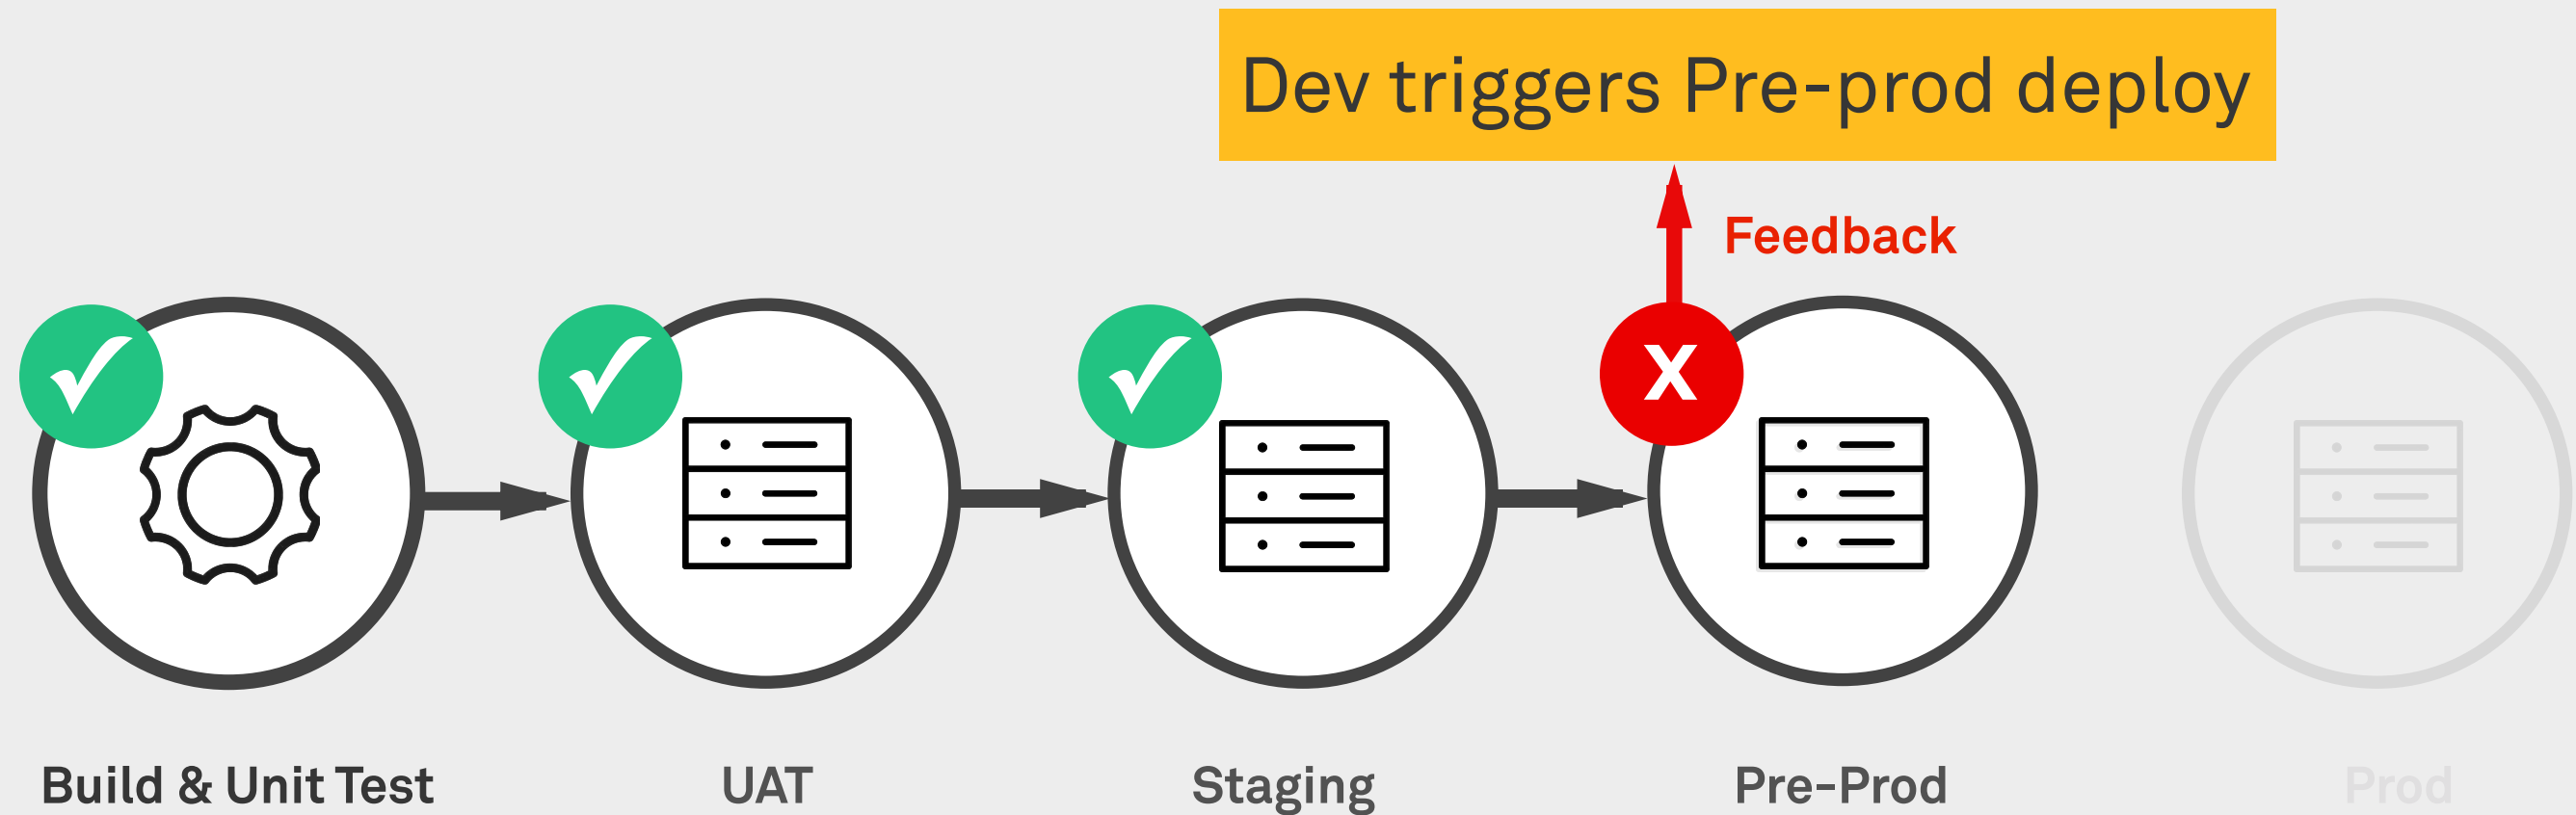 Dev triggers Pre-prod deploy
Feedback
X
Build & Unit Test
UAT
Staging
Pre-Prod
Prod